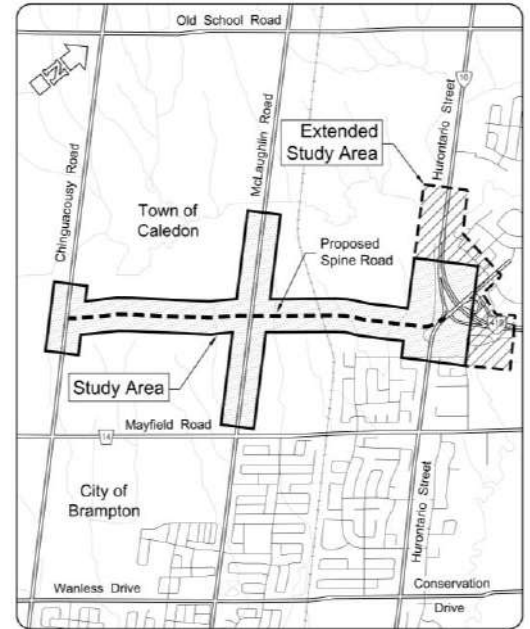 Old School Road
10
Hurontario Street
McLaughlin Road
Chinguacousy Road
Extended
Study Area
Town of
Caledon
Proposed
Spine Road
Study Area
Mayfield Road
14
City of
Brampton
Hurontario Street
Wanless Drive
Conservation
Drive